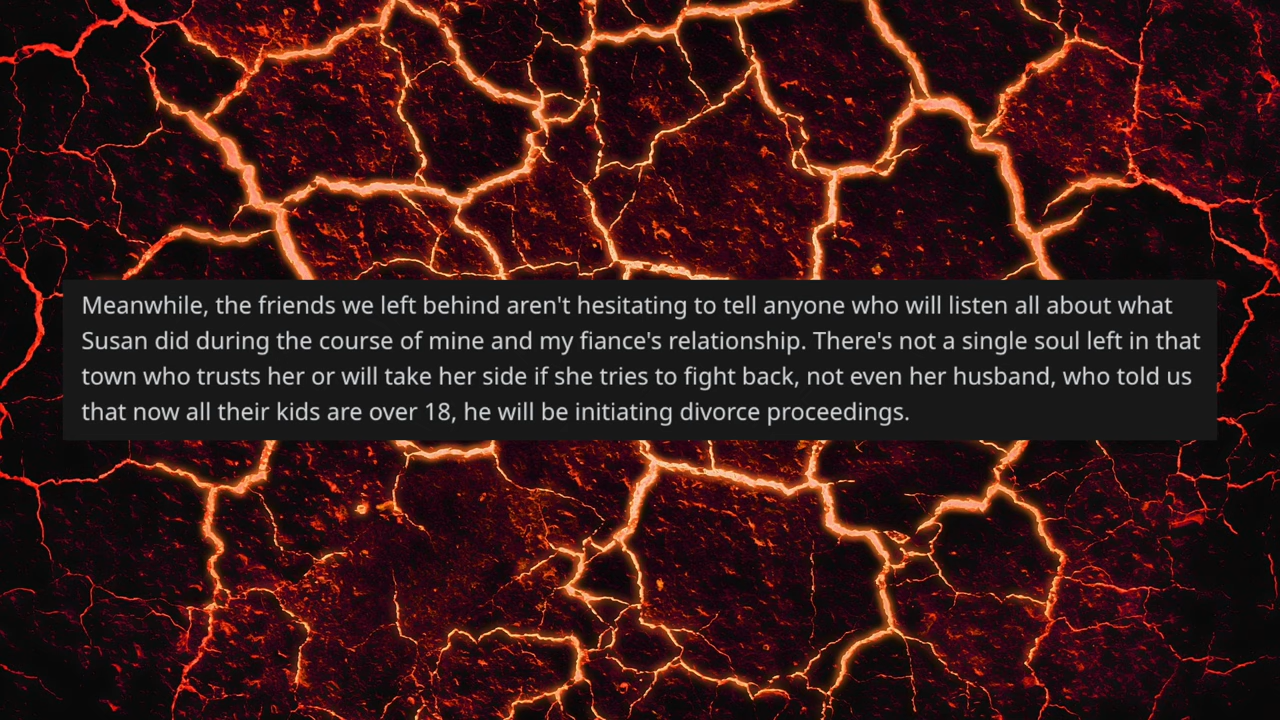 Meanwhile, the friends we left behind aren't hesitating to tell anyone who will listen all about what
Susan did during the course of mine and my fiance's relationship. There's not a single soul left in that
town who trusts her or will take her side if she tries to fight back, not even her husband, who told us
that now all their kids are over 18, he will be initiating divorce proceedings.